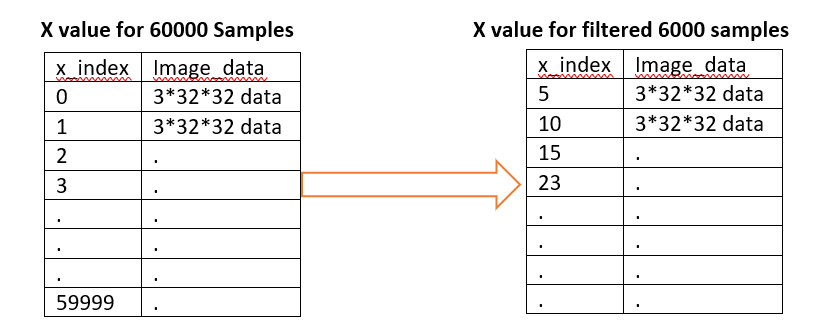 X value for 60000 Samples
x_index Image_data
0 3*32*32 data
1 3*32*32 data
2 .
3 .
. .
. .
. .
59999 .
X value for filtered 6000 samples
x_index Image_data
5 3*32*32 data
10 3*32*32 data
15 .
23 .
. .
. .
. .
. .